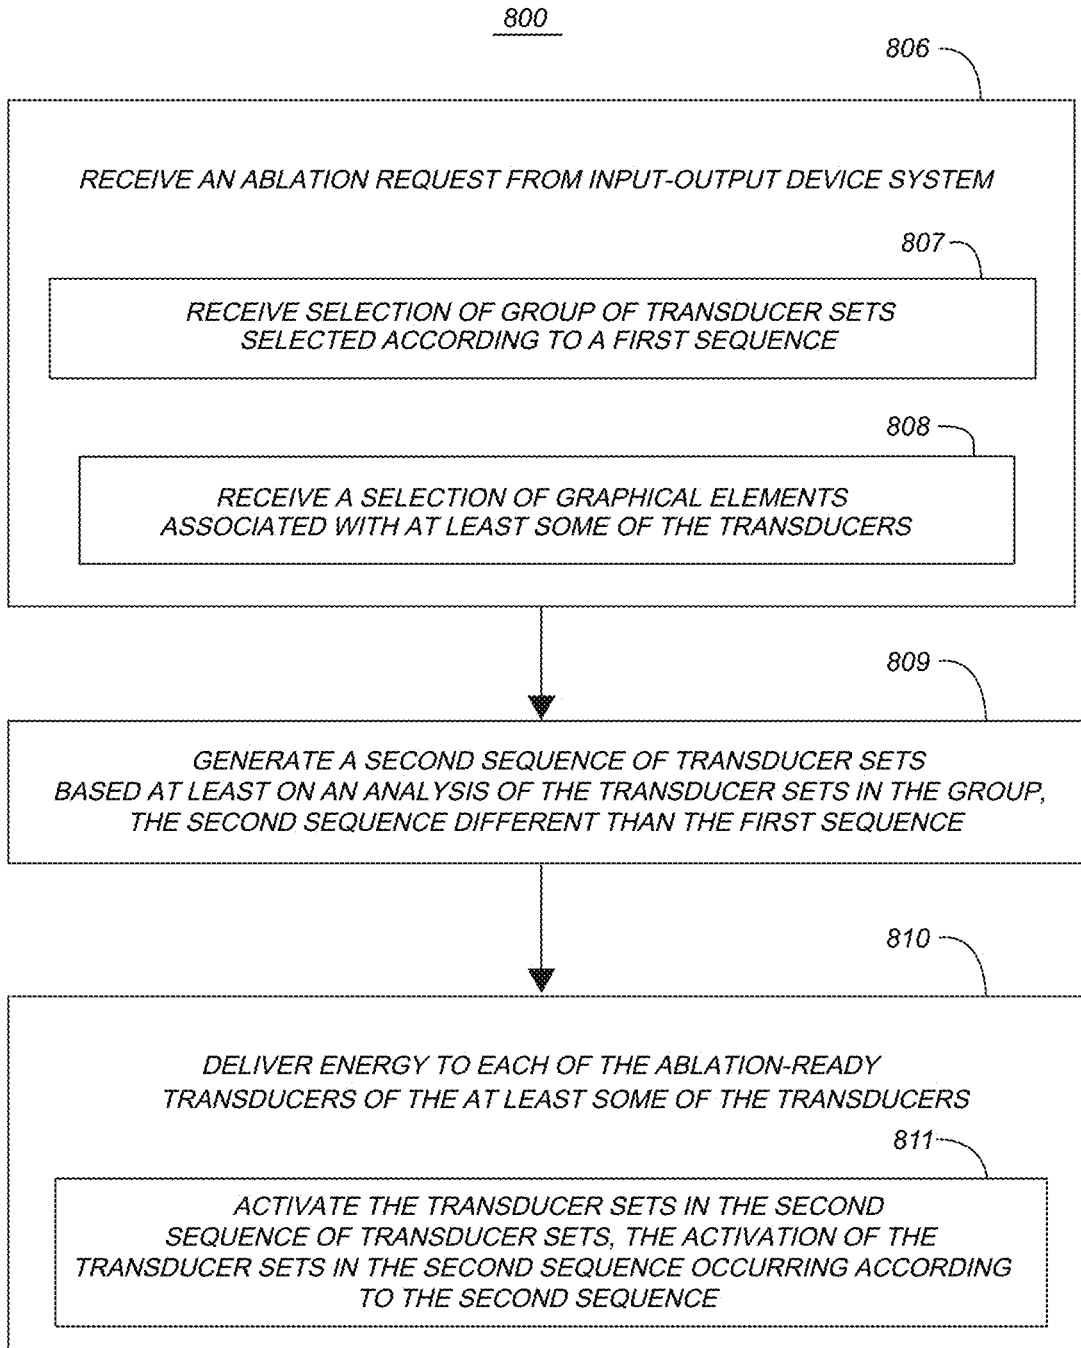 800
806
RECEIVE AN ABLATION REQUEST FROM INPUT-OUTPUT DEVICE SYSTEM
807
RECEIVE SELECTION OF GROUP OF TRANSDUCER SETS
SELECTED ACCORDING TO A FIRST SEQUENCE
808
RECEIVE A SELECTION OF GRAPHICAL ELEMENTS
ASSOCIATED WITH AT LEAST SOME OF THE TRANSDUCERS
809
GENERATE A SECOND SEQUENCE OF TRANSDUCER SETS
BASED AT LEAST ON AN ANALYSIS OF THE TRANSDUCER SETS IN THE GROUP,
THE SECOND SEQUENCE DIFFERENT THAN THE FIRST SEQUENCE
810
DELIVER ENERGY TO EACH OF THE ABLATION-READY
TRANSDUCERS OF THE AT LEAST SOME OF THE TRANSDUCERS
811
ACTIVATE THE TRANSDUCER SETS IN THE SECOND
SEQUENCE OF TRANSDUCER SETS, THE ACTIVATION OF THE
TRANSDUCER SETS IN THE SECOND SEQUENCE OCCURRING ACCORDING
TO THE SECOND SEQUENCE